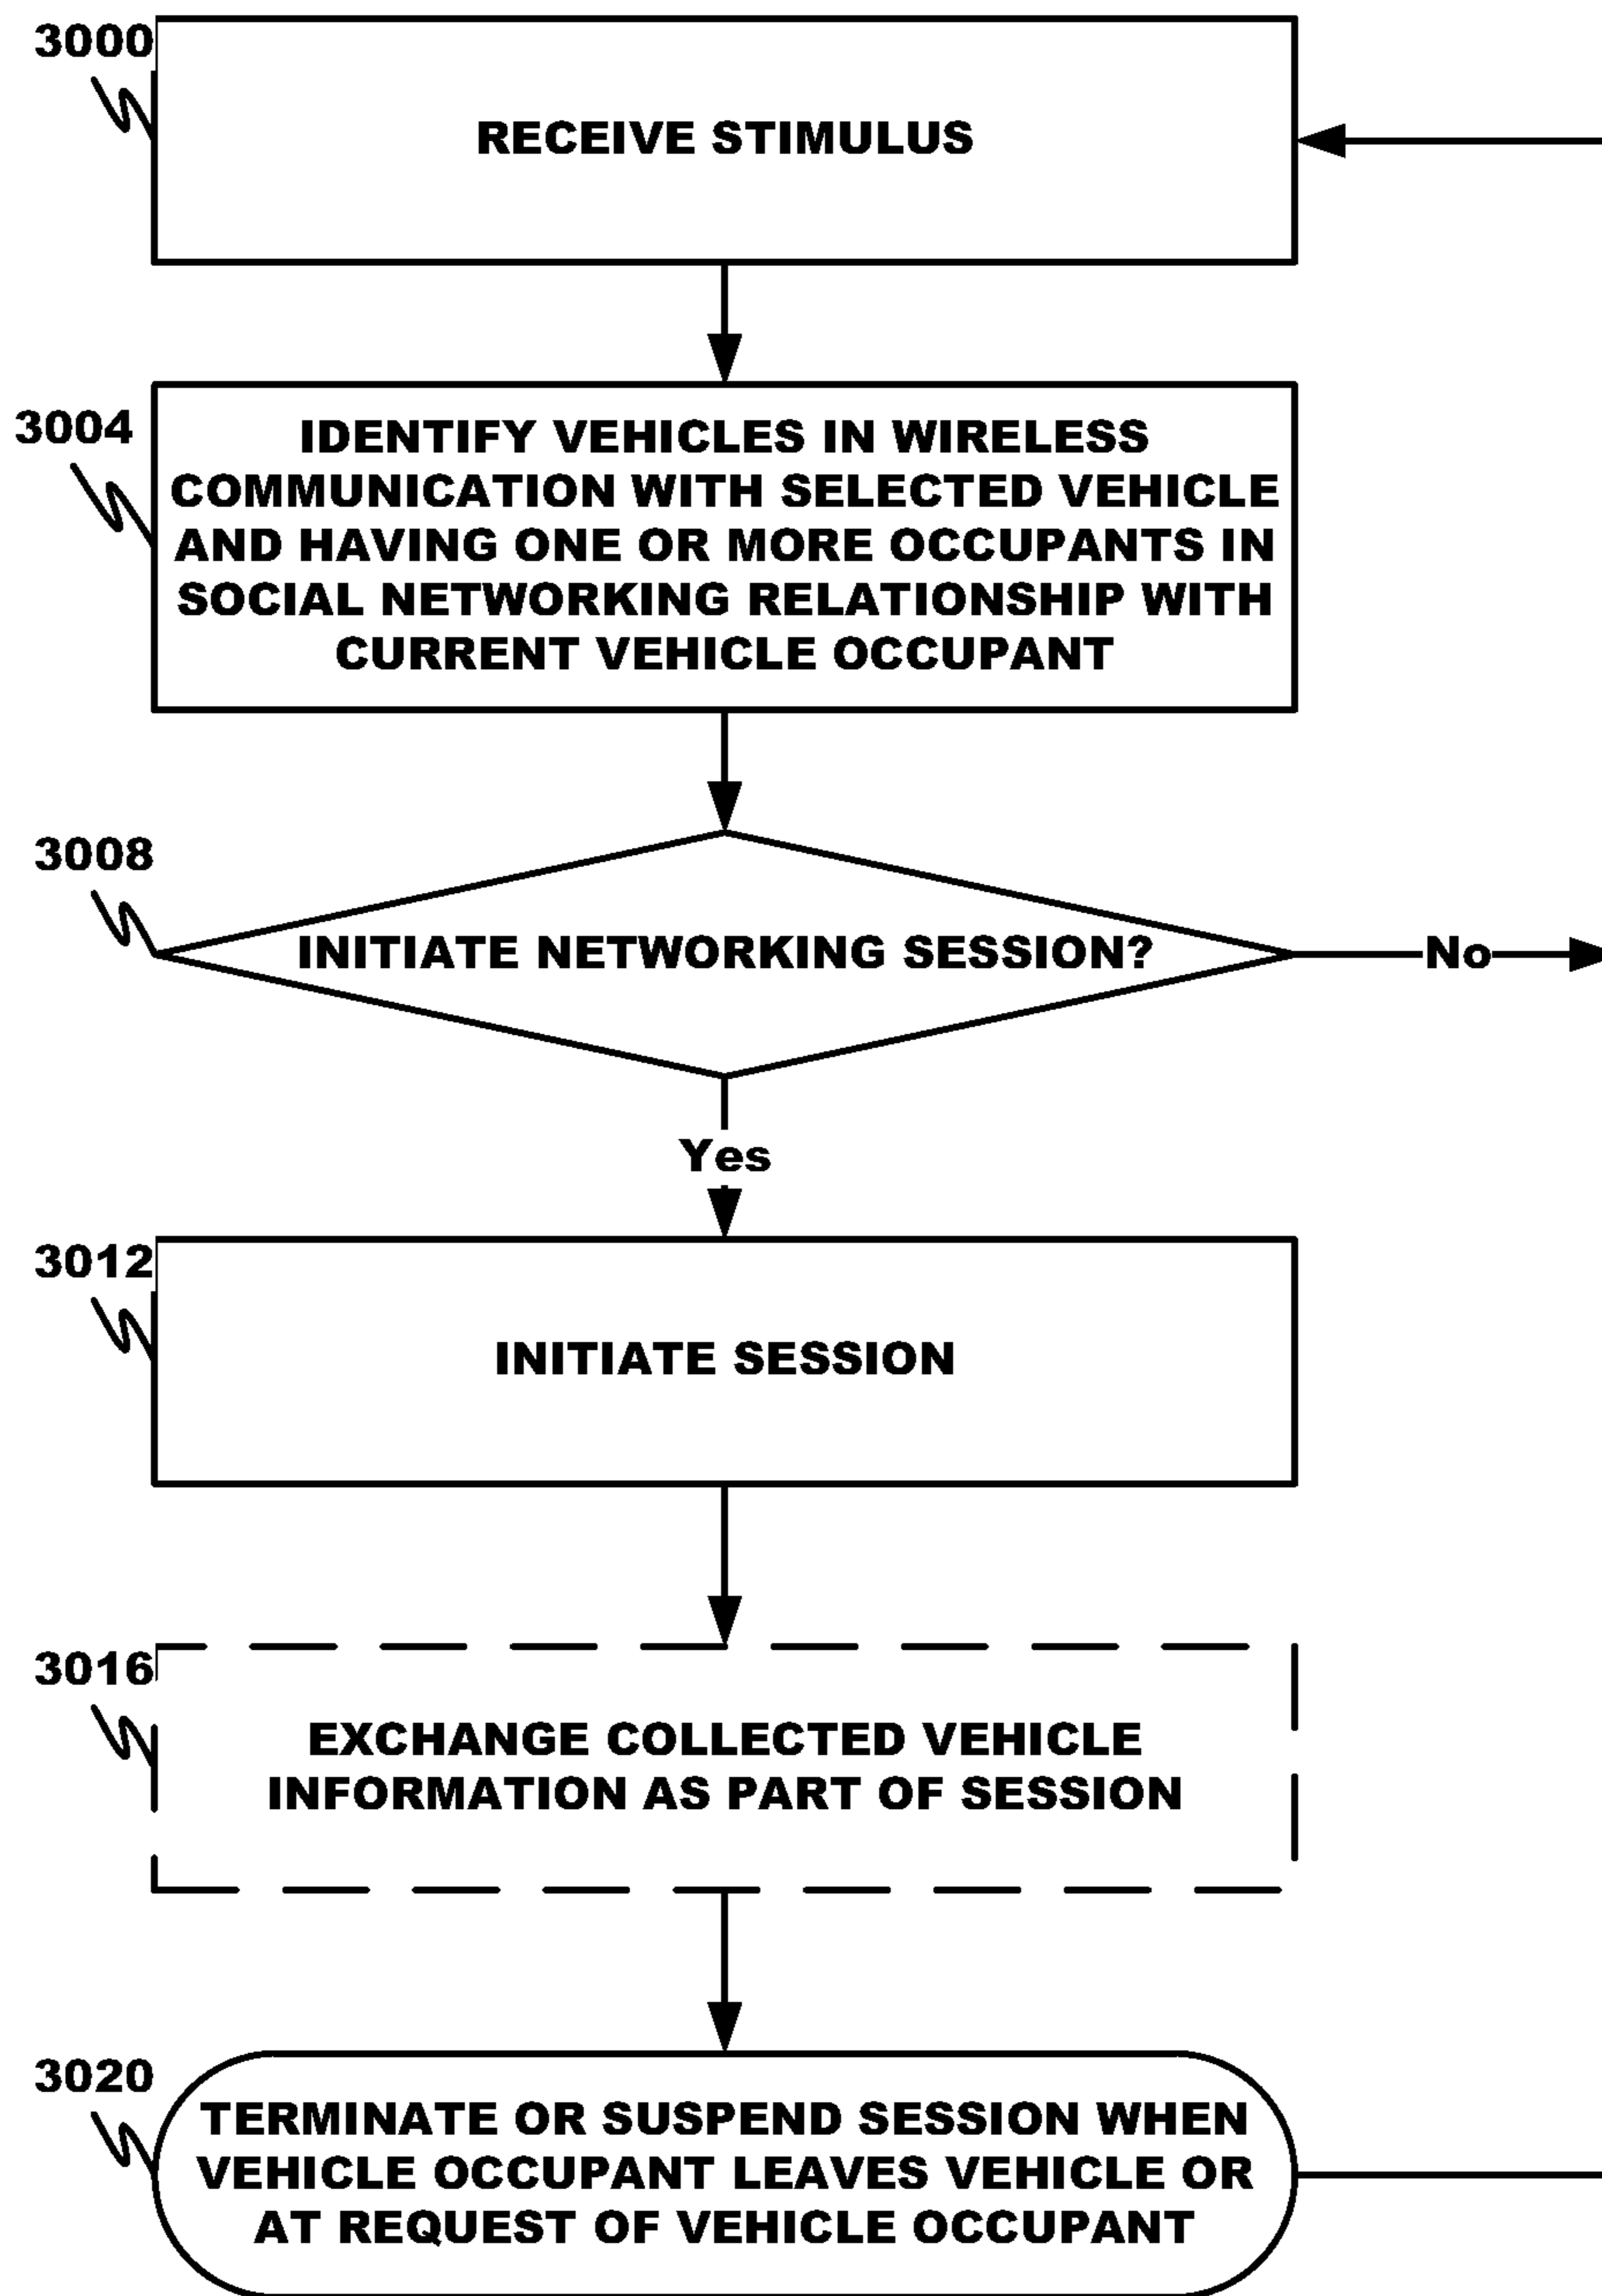 3000
RECEIVE STIMULUS
3004
IDENTIFY VEHICLES IN WIRELESS
COMMUNICATION WITH SELECTED VEHICLE
AND HAVING ONE OR MORE OCCUPANTS IN
SOCIAL NETWORKING RELATIONSHIP WITH
CURRENT VEHICLE OCCUPANT
3008
INITIATE NETWORKING SESSION?
No
Yes
3012
INITIATE SESSION
3016
EXCHANGE COLLECTED VEHICLE
INFORMATION AS PART OF SESSION
3020
TERMINATE OR SUSPEND SESSION WHEN
VEHICLE OCCUPANT LEAVES VEHICLE OR
AT REQUEST OF VEHICLE OCCUPANT